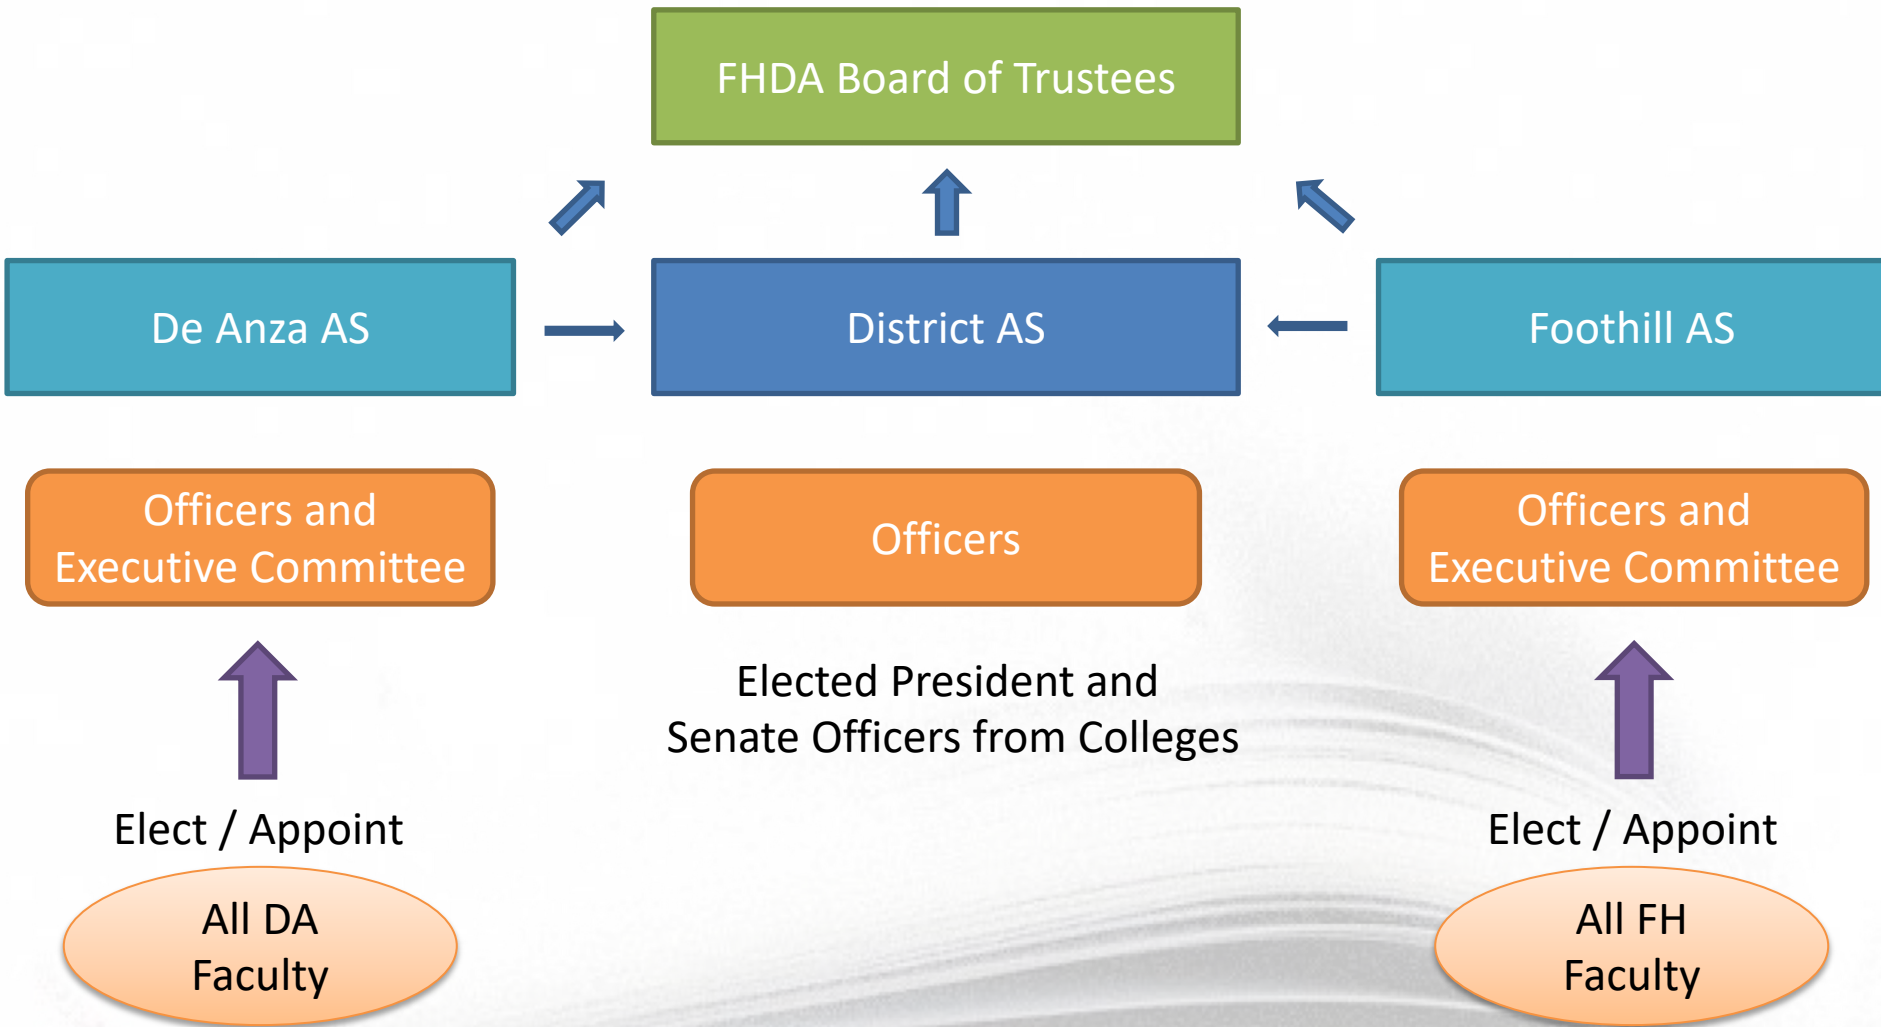 FHDA Board of Trustees
De Anza AS
District AS
Foothill AS
Officers and
Executive Committee
Officers
Officers and
Executive Committee
Elected President and
Senate Officers from Colleges
Elect / Appoint
Elect / Appoint
All DA
Faculty
All FH
Faculty